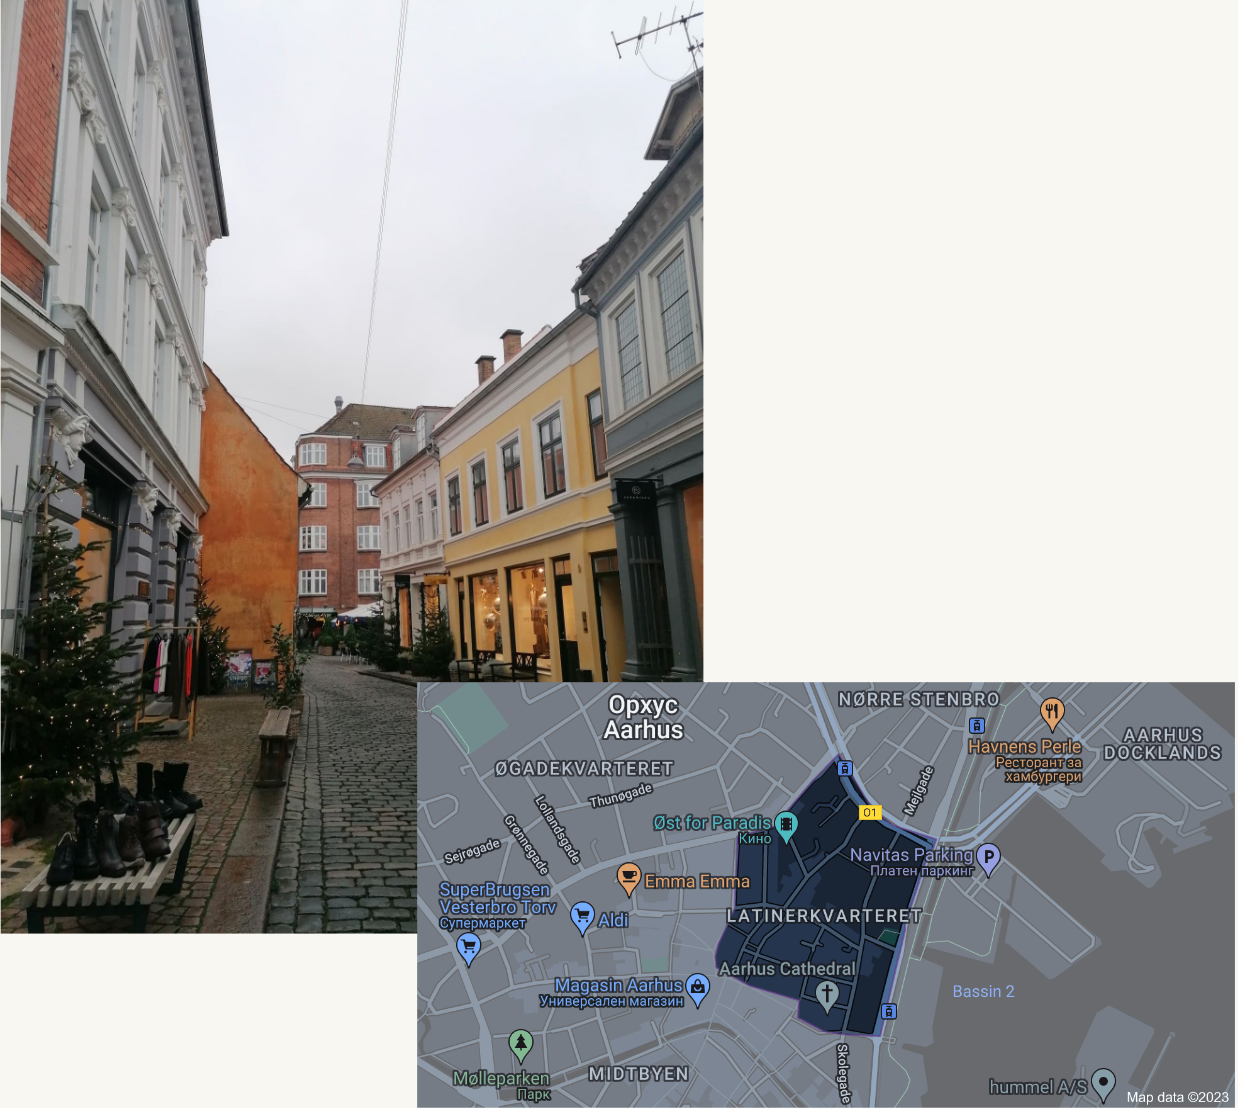 Орхус
Aarhus
NØRRE STENBRO
AARHUS
DOCKLANDS
Havnens Perle
Ресторант за
хамбургери
ØGADEKVARTERET
Thunøgade
Lollandsgade
Grønnegade
Sejrøgade
Mejlgade
01
Øst for Paradis
Кино
Navitas Parking
Платен паркинг
P
Emma Emma
SuperBrugsen
Vesterbro Torv
Супермаркет
Aldi
LATINERKVARTERET
Aarhus Cathedral
Magasin Aarhus
Универсален магазин
Bassin 2
Mølleparken
Парк
MIDTBYEN
Skolegade
hummel A/S
Map data ©2023